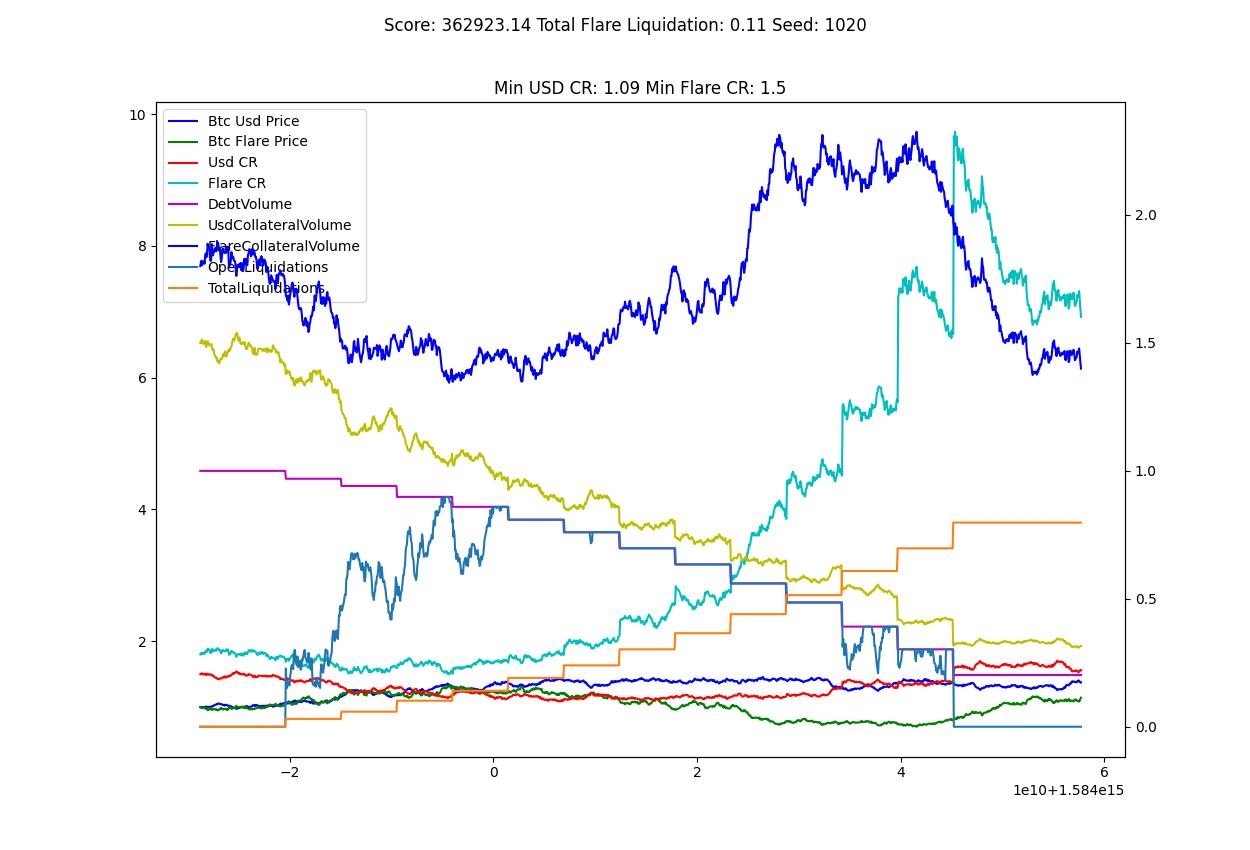 Score: 362923.14 Total Flare Liquidation: 0.11 Seed: 1020
Min USD CR: 1.09 Min Flare CR: 1.5
Btc Usd Price
Btc Flare Price
Usd CR
Flare CR
DebtVolume
UsdCollateralVolume
FlareCollateralVolume
OpenLiquidations
TotalLiquidations
10
8
6
4
2
2.0
1.5
1.0
0.5
0.0
−2 0 2 4 6
1e10+1.584e15